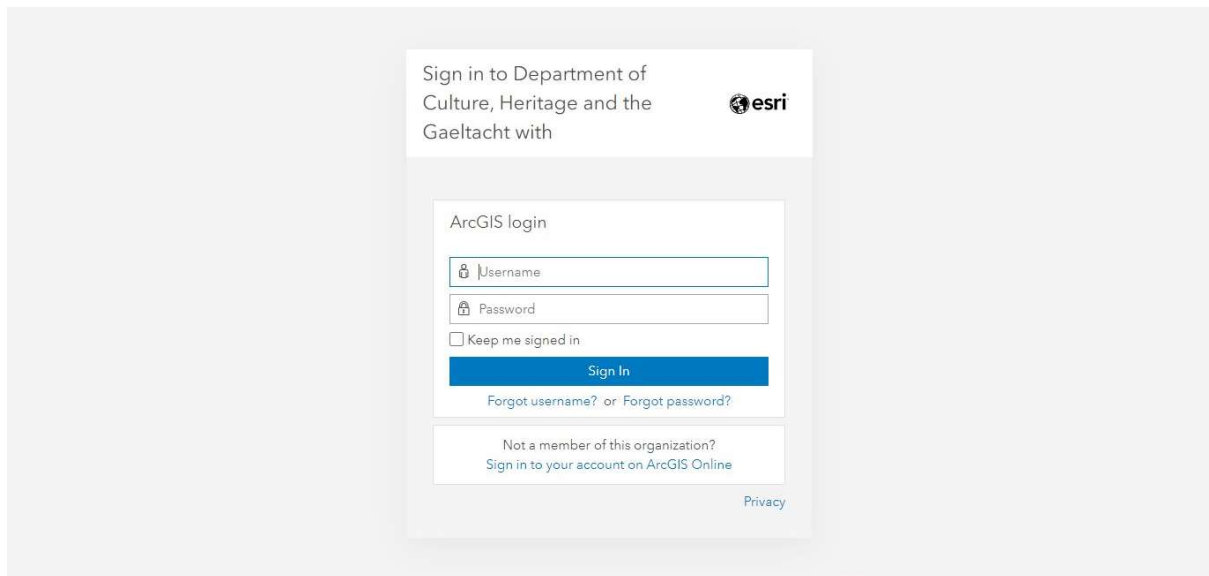 Sign in to Department of
Culture, Heritage and the
Gaeltacht with
esri
ArcGIS login
Username
Password
Keep me signed in
Sign In
Forgot username? or Forgot password?
Not a member of this organization?
Sign in to your account on ArcGIS Online
Privacy